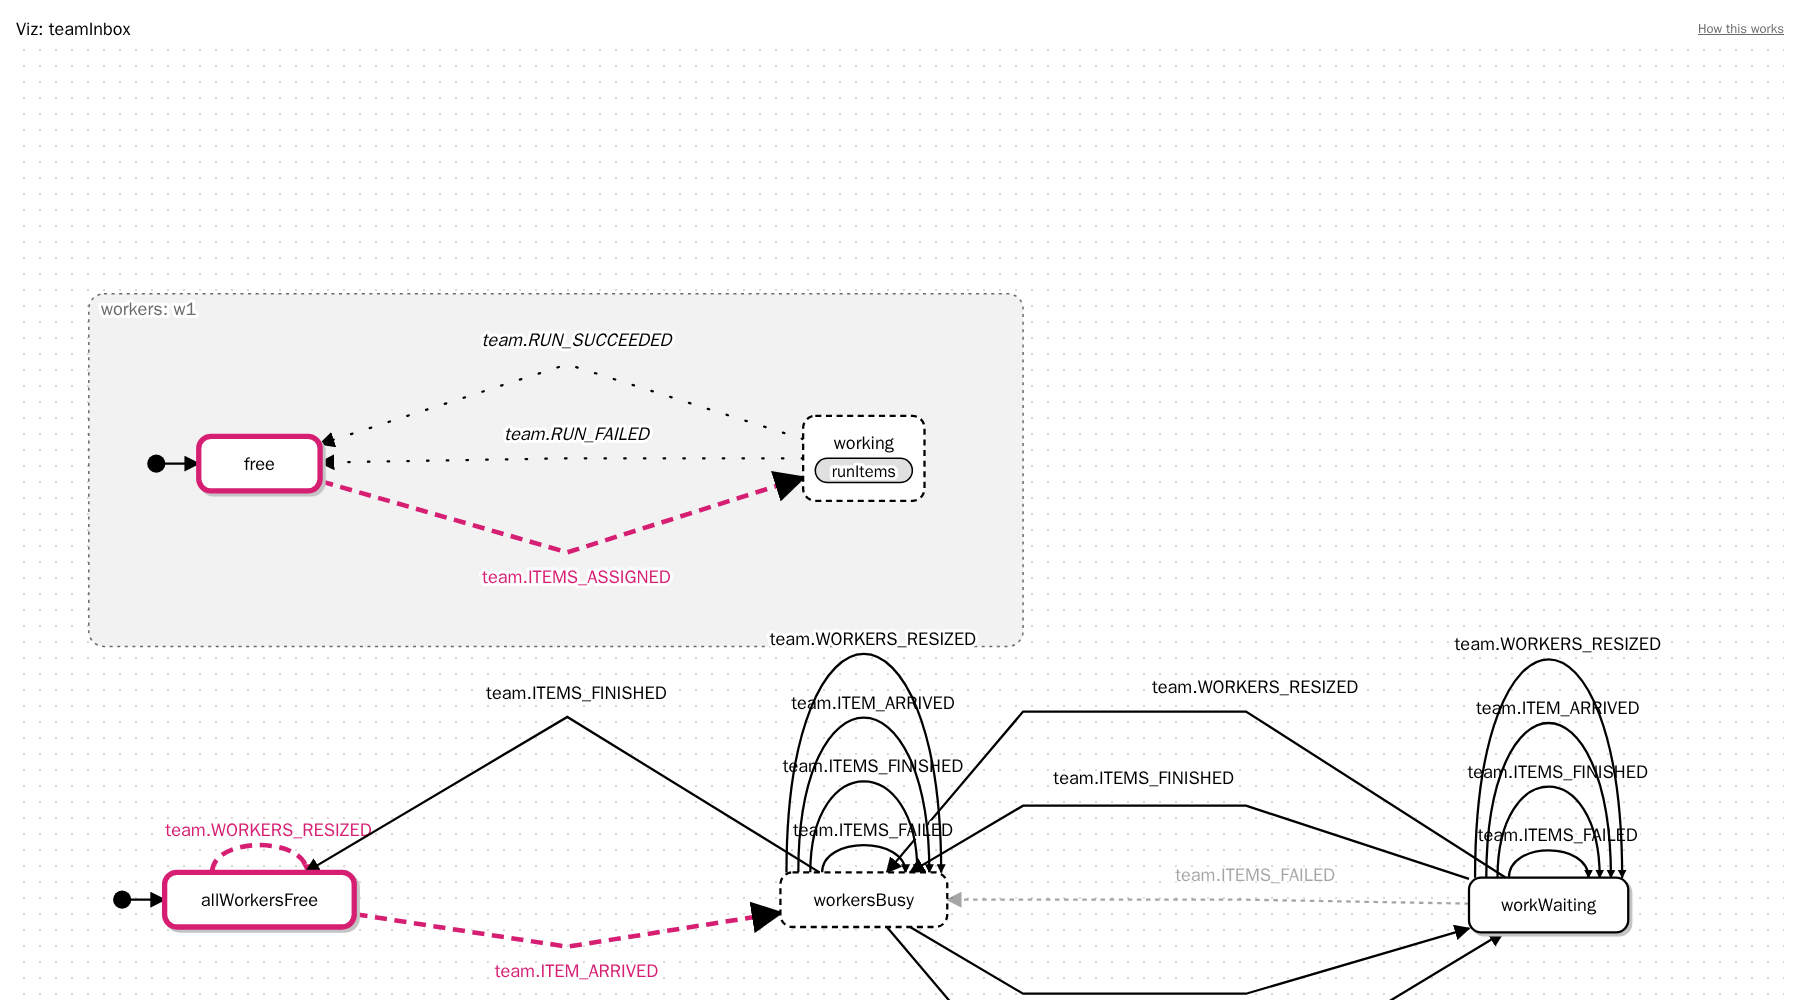 Viz: teamInbox
How this works
workers: w1
team.RUN_SUCCEEDED
team.RUN_FAILED
working
free
runItems
team.ITEMS_ASSIGNED
team.WORKERS_RESIZED
team.WORKERS_RESIZED
team.ITEMS_FINISHED
team.WORKERS_RESIZED
team.ITEM_ARRIVED
team.ITEM_ARRIVED
team.ITEMS_FINISHED
team.ITEMS_FINISHED
team.ITEMS_FINISHED
team.WORKERS_RESIZED
team.ITEMS_FAILED
team.ITEMS_FAILED
team.ITEMS_FAILED
allWorkersFree
workersBusy
workWaiting
team.ITEM_ARRIVED